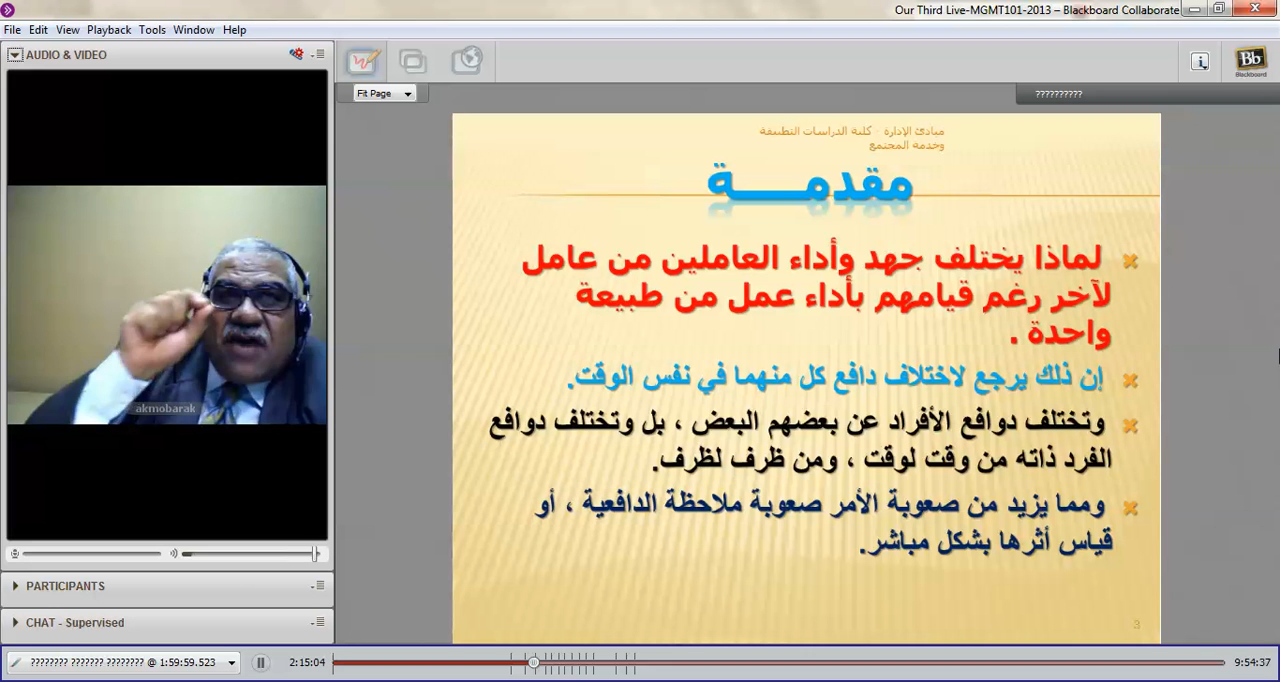 Our Third Live-MGMT101-2013 – Blackboard Collaborate
File Edit View Playback Tools Window Help
AUDIO & VIDEO
Fit Page
Bb
Blackboard
??????????
مبادئ الإدارة - كلية الدراسات التطبيقة
وخدمة المجتمع
مقدمــــة
لماذا يختلف جهد وأداء العاملين من عامل
لآخر رغم قيامهم بأداء عمل من طبيعة
واحدة .
إن ذلك يرجع لاختلاف دافع كل منهما في نفس الوقت.
وتختلف دوافع الأفراد عن بعضهم البعض ، بل وتختلف دوافع
الفرد ذاته من وقت لوقت ، ومن ظرف لظرف.
ومما يزيد من صعوبة الأمر صعوبة ملاحظة الدافعية ، أو
قياس أثرها بشكل مباشر.
3
akmobarak
PARTICIPANTS
CHAT - Supervised
???????? ??????? ???????? @ 1:59:59.523
2:15:04
9:54:37